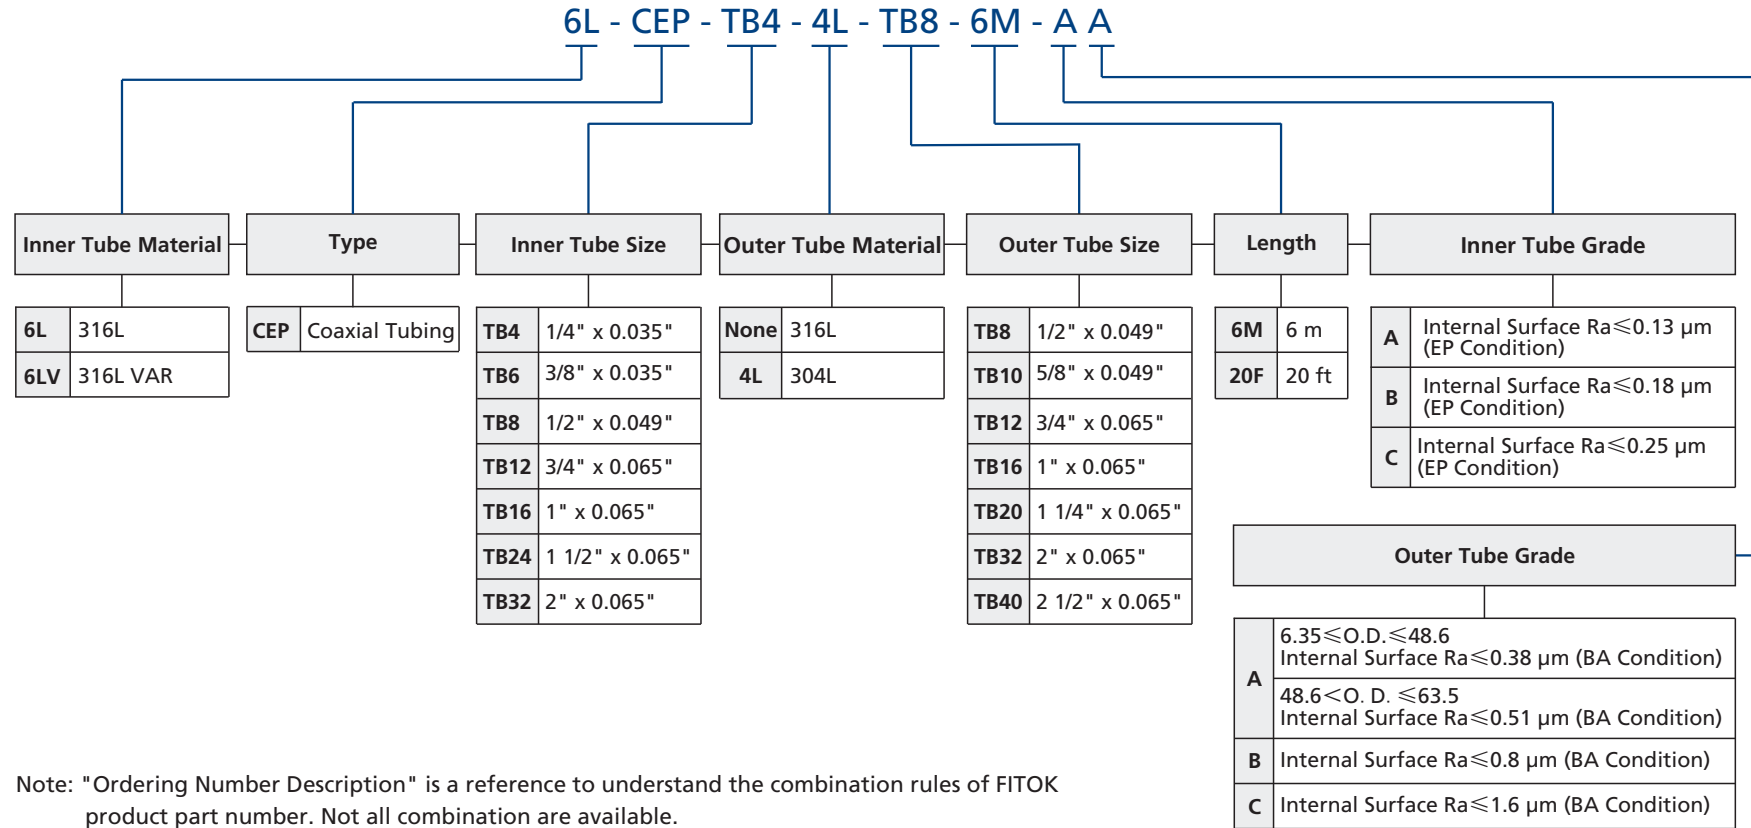 6L - CEP - TB4 - 4L - TB8 - 6M - A A
Inner Tube Material
6L 316L
6LV 316L VAR
Type
CEP Coaxial Tubing
Inner Tube Size
TB4 1/4" x 0.035"
TB6 3/8" x 0.035"
TB8 1/2" x 0.049"
TB12 3/4" x 0.065"
TB16 1" x 0.065"
TB24 1 1/2" x 0.065"
TB32 2" x 0.065"
Outer Tube Material
None 316L
4L 304L
Outer Tube Size
TB8 1/2" x 0.049"
TB10 5/8" x 0.049"
TB12 3/4" x 0.065"
TB16 1" x 0.065"
TB20 1 1/4" x 0.065"
TB32 2" x 0.065"
TB40 2 1/2" x 0.065"
Length
6M 6 m
20F 20 ft
Inner Tube Grade
A Internal Surface Ra≤0.13 µm
(EP Condition)
B Internal Surface Ra≤0.18 µm
(EP Condition)
C Internal Surface Ra≤0.25 µm
(EP Condition)
Outer Tube Grade
A
6.35≤O.D.≤48.6
Internal Surface Ra≤0.38 µm (BA Condition)
48.6<O. D. ≤63.5
Internal Surface Ra≤0.51 µm (BA Condition)
B Internal Surface Ra≤0.8 µm (BA Condition)
C Internal Surface Ra≤1.6 µm (BA Condition)
Note: "Ordering Number Description" is a reference to understand the combination rules of FITOK
product part number. Not all combination are available.